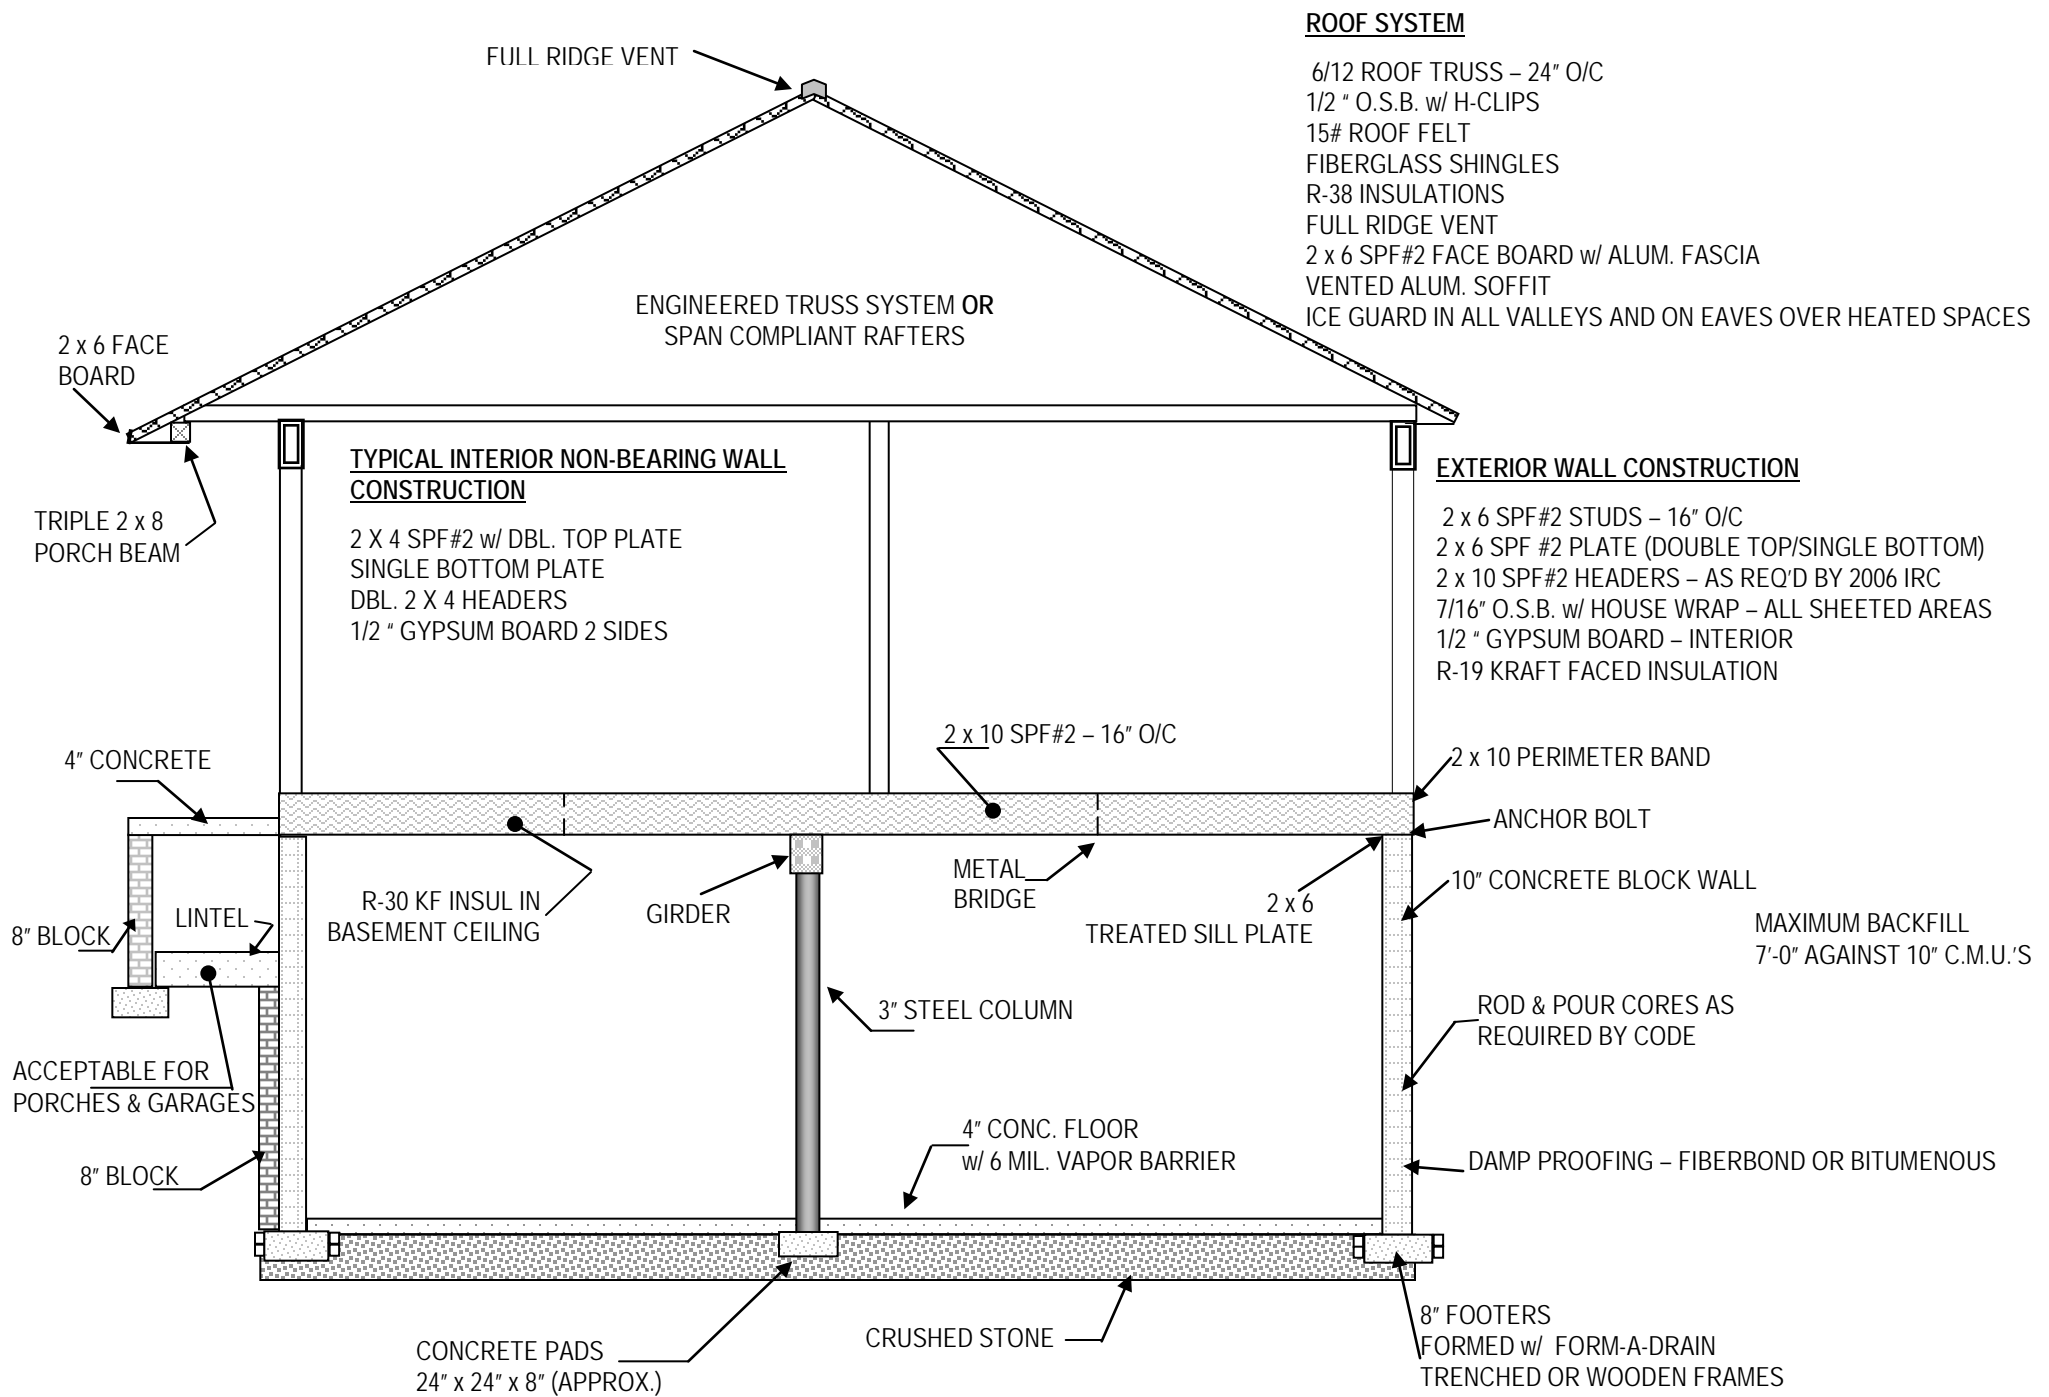 ROOF SYSTEM
6/12 ROOF TRUSS – 24" O/C
1/2 " O.S.B. w/ H-CLIPS
15# ROOF FELT
FIBERGLASS SHINGLES
R-38 INSULATIONS
FULL RIDGE VENT
2 x 6 SPF#2 FACE BOARD w/ ALUM. FASCIA
VENTED ALUM. SOFFIT
ICE GUARD IN ALL VALLEYS AND ON EAVES OVER HEATED SPACES
FULL RIDGE VENT
ENGINEERED TRUSS SYSTEM OR
SPAN COMPLIANT RAFTERS
2 x 6 FACE
BOARD
TRIPLE 2 x 8
PORCH BEAM
TYPICAL INTERIOR NON-BEARING WALL
CONSTRUCTION
2 X 4 SPF#2 w/ DBL. TOP PLATE
SINGLE BOTTOM PLATE
DBL. 2 X 4 HEADERS
1/2 " GYPSUM BOARD 2 SIDES
EXTERIOR WALL CONSTRUCTION
2 x 6 SPF#2 STUDS – 16" O/C
2 x 6 SPF #2 PLATE (DOUBLE TOP/SINGLE BOTTOM)
2 x 10 SPF#2 HEADERS – AS REQ'D BY 2006 IRC
7/16" O.S.B. w/ HOUSE WRAP – ALL SHEETED AREAS
1/2 " GYPSUM BOARD – INTERIOR
R-19 KRAFT FACED INSULATION
2 x 10 SPF#2 – 16" O/C
4" CONCRETE
2 x 10 PERIMETER BAND
ANCHOR BOLT
METAL
BRIDGE
10" CONCRETE BLOCK WALL
R-30 KF INSUL IN
BASEMENT CEILING
GIRDER
2 x 6
TREATED SILL PLATE
MAXIMUM BACKFILL
7'-0" AGAINST 10" C.M.U.'S
LINTEL
8" BLOCK
3" STEEL COLUMN
ROD & POUR CORES AS
REQUIRED BY CODE
ACCEPTABLE FOR
PORCHES & GARAGES
4" CONC. FLOOR
w/ 6 MIL. VAPOR BARRIER
8" BLOCK
DAMP PROOFING – FIBERBOND OR BITUMENOUS
CONCRETE PADS
24" x 24" x 8" (APPROX.)
CRUSHED STONE
8" FOOTERS
FORMED w/ FORM-A-DRAIN
TRENCHED OR WOODEN FRAMES